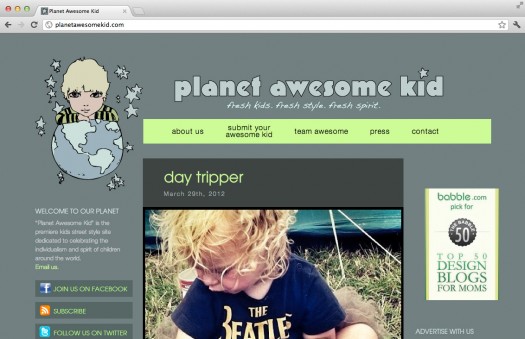 Planet Awesome Kid
planetawesomekid.com
planet awesome kid
fresh kids. fresh style. fresh spirit.
about us
submit your
awesome kid
team awesome
press
contact
WELCOME TO OUR PLANET
"Planet Awesome Kid" is the
premiere kids street style site
dedicated to celebrating the
individualism and spirit of children
around the world.
Email us.
JOIN US ON FACEBOOK
SUBSCRIBE
FOLLOW US ON TWITTER
day tripper
March 29th, 2012
THE
BEATLES
babble.com
pick for
50
TOP 50
DESIGN
BLOGS
FOR MOMS
ADVERTISE WITH US